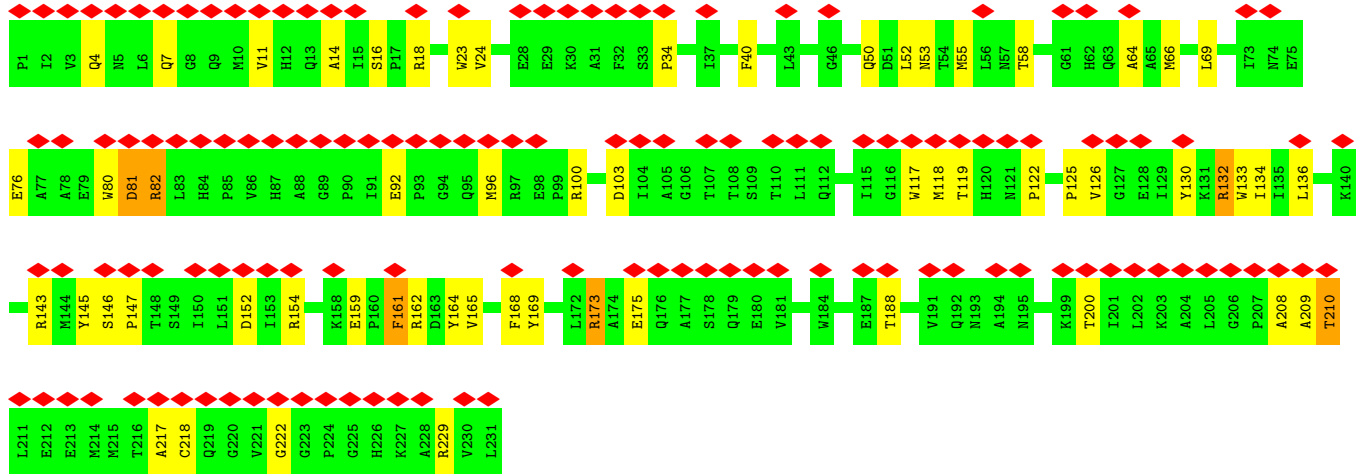 P1 I2 V3 Q4 N5 L6 Q7 G8 Q9 M10 V11 H12 Q13 A14 I15 S16 P17 R18 W23 V24 E28 E29 K30 A31 F32 S33 P34 I37 F40 L43 G46 Q50 D51 L52 N53 T54 M55 L56 N57 T58 G61 H62 Q63 A64 A65 M66 L69 I73 N74 E75
E76 A77 A78 E79 W80 D81 R82 L83 H84 P85 V86 H87 A88 G89 P90 I91 E92 P93 G94 Q95 M96 R97 E98 P99 R100 D103 I104 A105 G106 T107 T108 S109 T110 L111 Q112 I115 G116 W117 M118 T119 H120 N121 P122 P125 V126 G127 E128 I129 Y130 K131 R132 W133 I134 I135 L136 K140
R143 M144 Y145 S146 P147 T148 S149 I150 L151 D152 I153 R154 K158 E159 P160 F161 R162 D163 Y164 V165 F168 Y169 L172 R173 A174 E175 Q176 A177 S178 Q179 E180 V181 W184 E187 T188 V191 Q192 N193 A194 N195 K199 T200 I201 L202 K203 A204 L205 G206 P207 A208 A209 T210
L211 E212 E213 M214 M215 T216 A217 C218 Q219 G220 V221 G222 G223 P224 G225 H226 K227 A228 R229 V230 L231